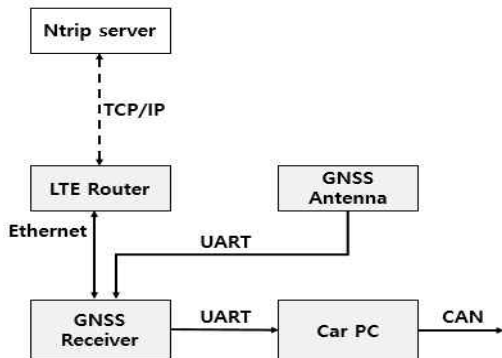 Ntrip server
TCP/IP
LTE Router
GNSS
Antenna
Ethernet
UART
GNSS
Receiver
UART
Car PC
CAN